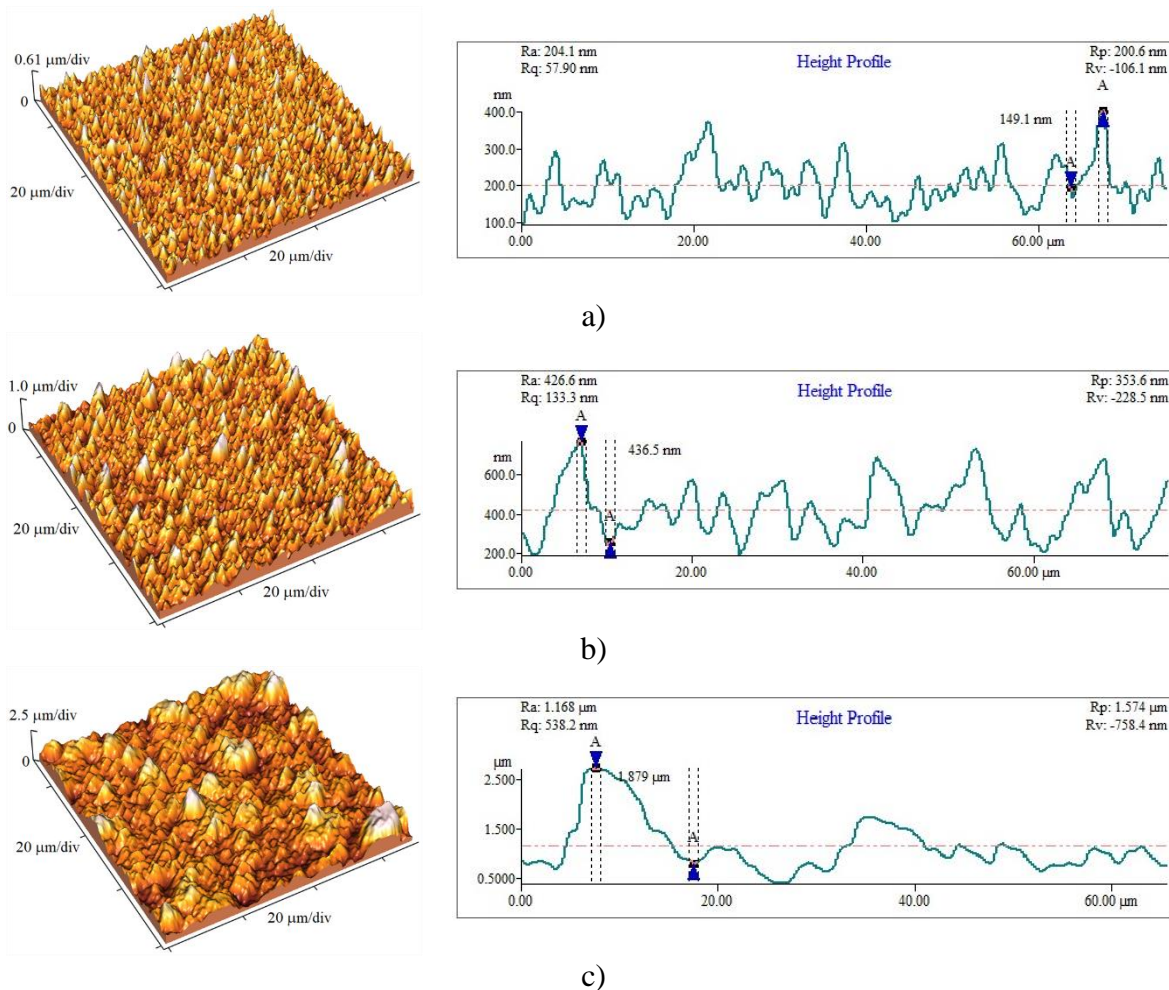 0.61 µm/div
0
20 µm/div
20 µm/div
Ra: 204.1 nm
Rq: 57.90 nm
Height Profile
Rp: 200.6 nm
Rv: -106.1 nm
A
nm
400.0
149.1 nm
300.0
A
200.0
100.0
0.00
20.00
40.00
60.00 µm
a)
1.0 µm/div
0
20 µm/div
20 µm/div
Ra: 426.6 nm
Rq: 133.3 nm
Height Profile
Rp: 353.6 nm
Rv: -228.5 nm
A
nm
436.5 nm
600.0
A
400.0
200.0
0.00
20.00
40.00
60.00 µm
b)
2.5 µm/div
0
20 µm/div
20 µm/div
Ra: 1.168 µm
Rq: 538.2 nm
Height Profile
Rp: 1.574 µm
Rv: -758.4 nm
A
µm
2.500
1.879 µm
1.500
A
0.5000
0.00
20.00
40.00
60.00 µm
c)